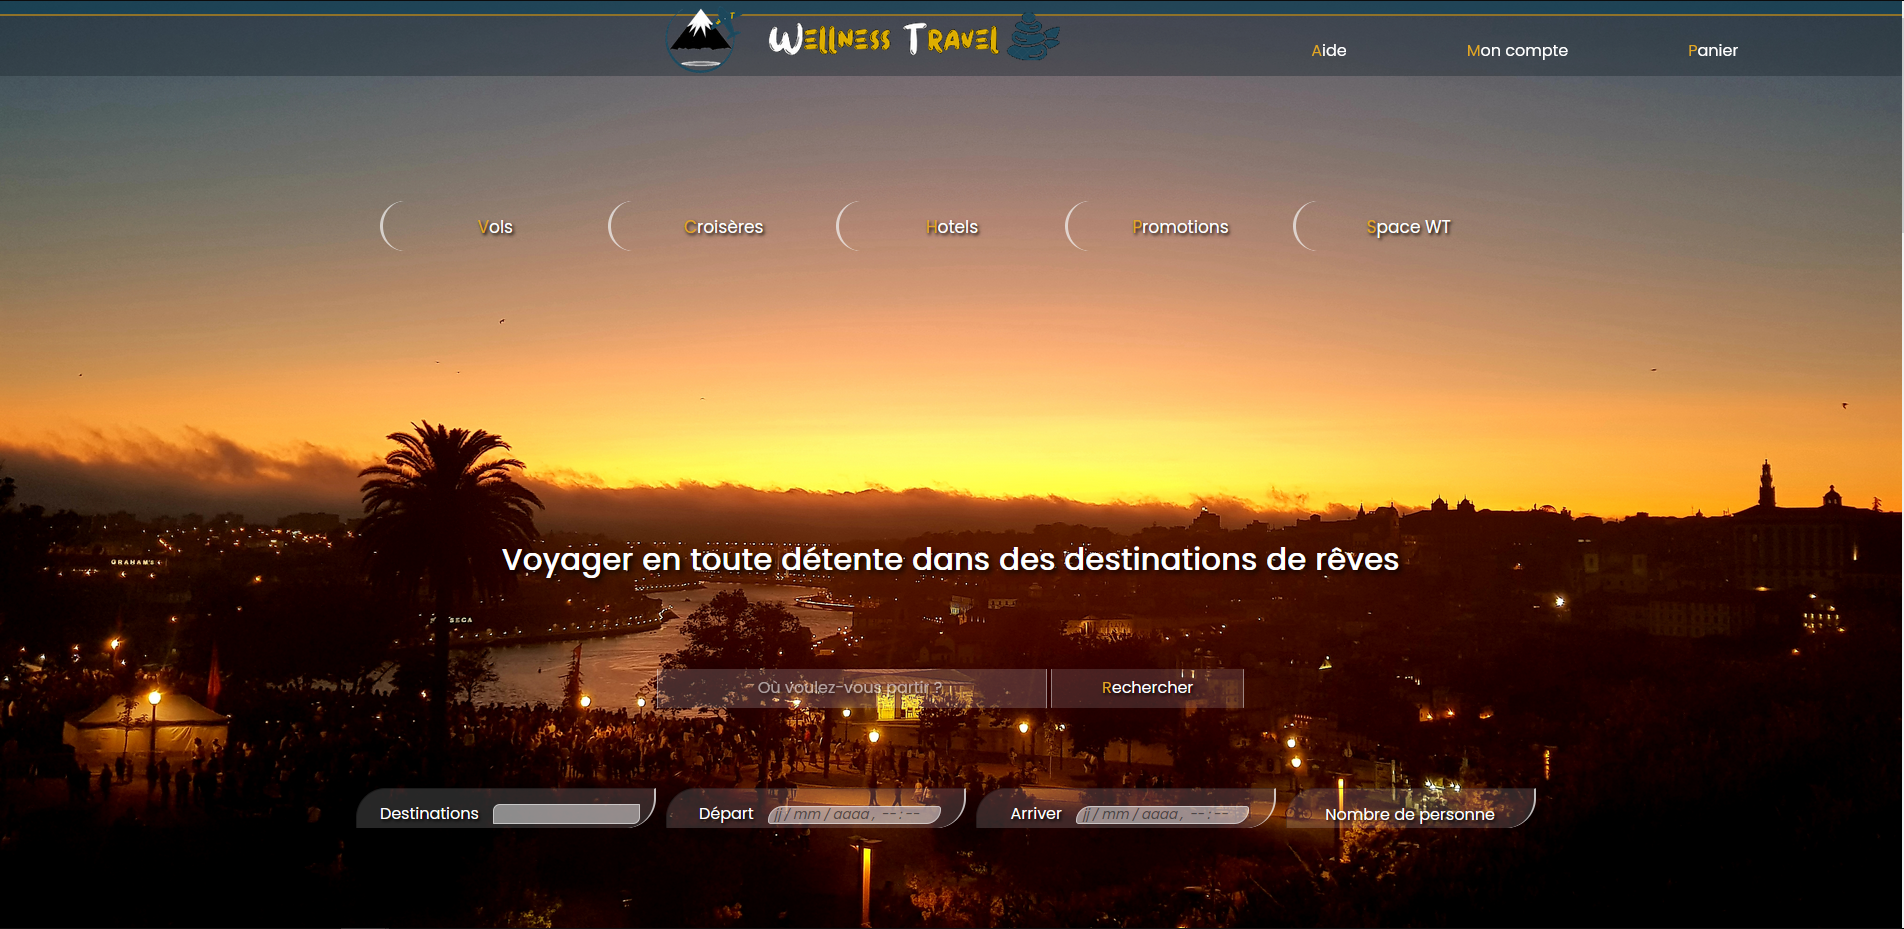 Wellness Travel
Aide
Mon compte
Panier
Vols
Croisères
Hotels
Promotions
Space WT
GRAHAM'S
Voyager en toute détente dans des destinations de rêves
Où voulez-vous partir ?
Rechercher
Destinations
Départ
jj / mm / aaaa , -- : --
Arriver
jj / mm / aaaa , -- : --
Nombre de personne